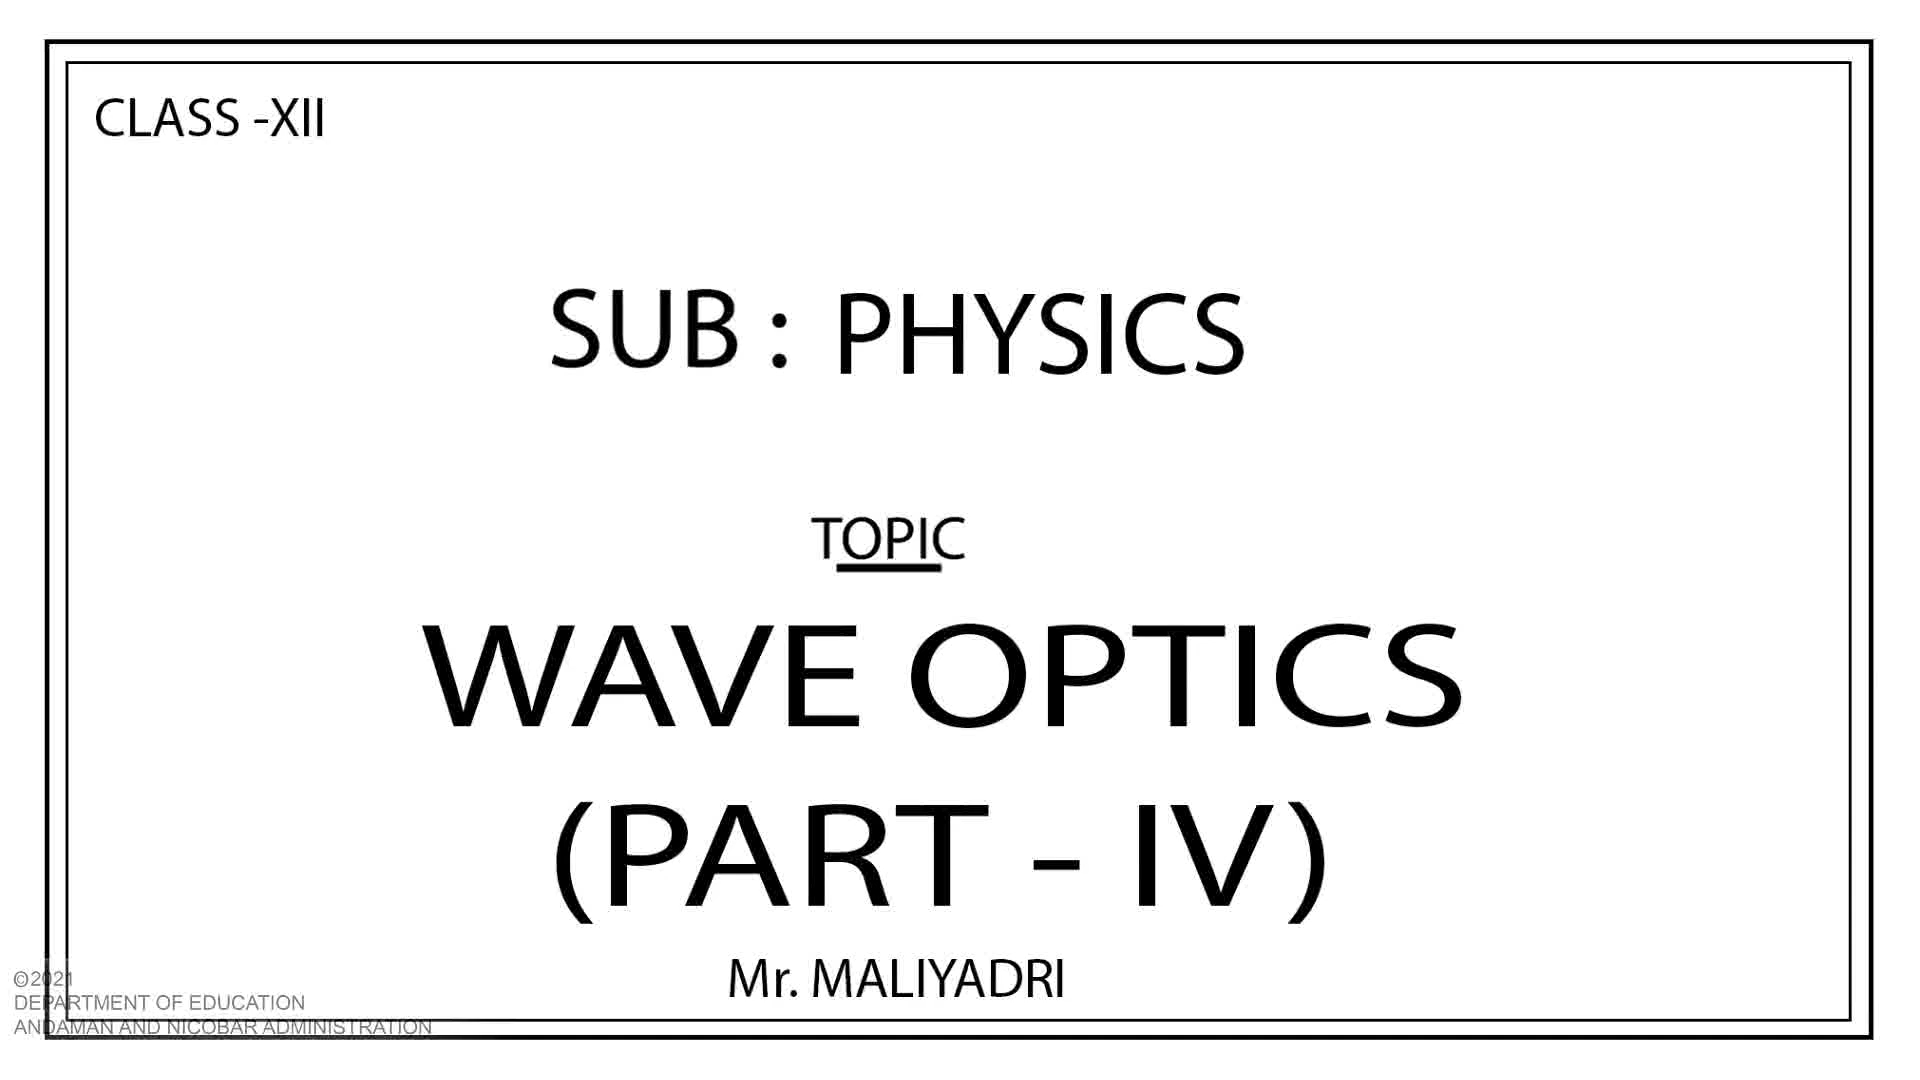 CLASS -XII
SUB : PHYSICS
TOPIC
WAVE OPTICS
(PART - IV)
Mr. MALIYADRI
©2021
DEPARTMENT OF EDUCATION
ANDAMAN AND NICOBAR ADMINISTRATION